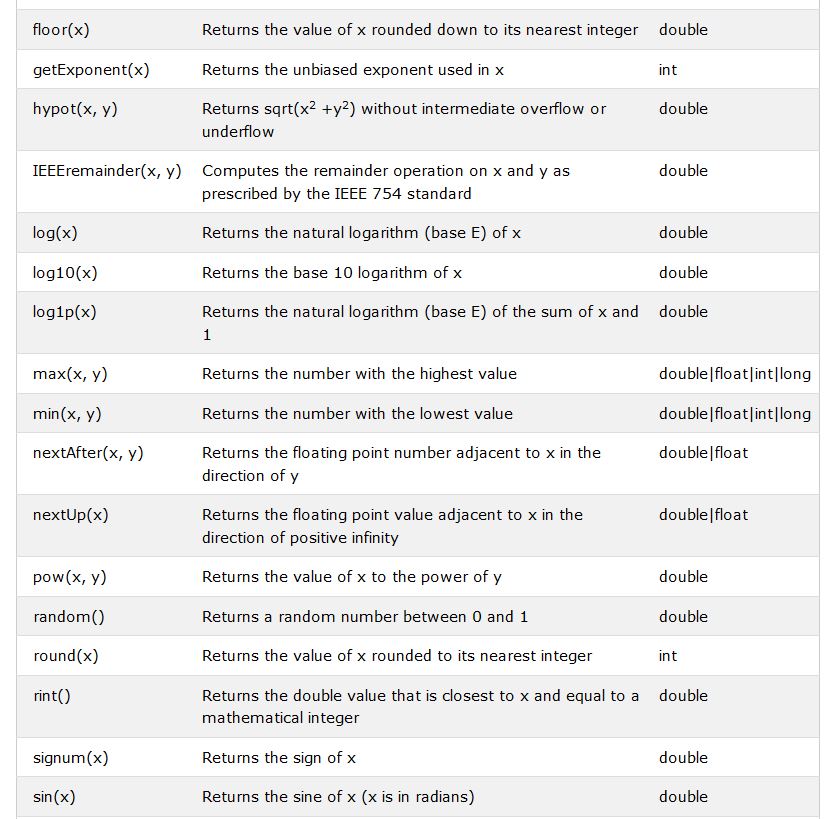 floor(x) Returns the value of x rounded down to its nearest integer double
getExponent(x) Returns the unbiased exponent used in x int
hypot(x, y) Returns sqrt(x² +y²) without intermediate overflow or double
underflow
IEEEremainder(x, y) Computes the remainder operation on x and y as double
prescribed by the IEEE 754 standard
log(x) Returns the natural logarithm (base E) of x double
log10(x) Returns the base 10 logarithm of x double
log1p(x) Returns the natural logarithm (base E) of the sum of x and double
1
max(x, y) Returns the number with the highest value double|float|int|long
min(x, y) Returns the number with the lowest value double|float|int|long
nextAfter(x, y) Returns the floating point number adjacent to x in the double|float
direction of y
nextUp(x) Returns the floating point value adjacent to x in the double|float
direction of positive infinity
pow(x, y) Returns the value of x to the power of y double
random() Returns a random number between 0 and 1 double
round(x) Returns the value of x rounded to its nearest integer int
rint() Returns the double value that is closest to x and equal to a double
mathematical integer
signum(x) Returns the sign of x double
sin(x) Returns the sine of x (x is in radians) double